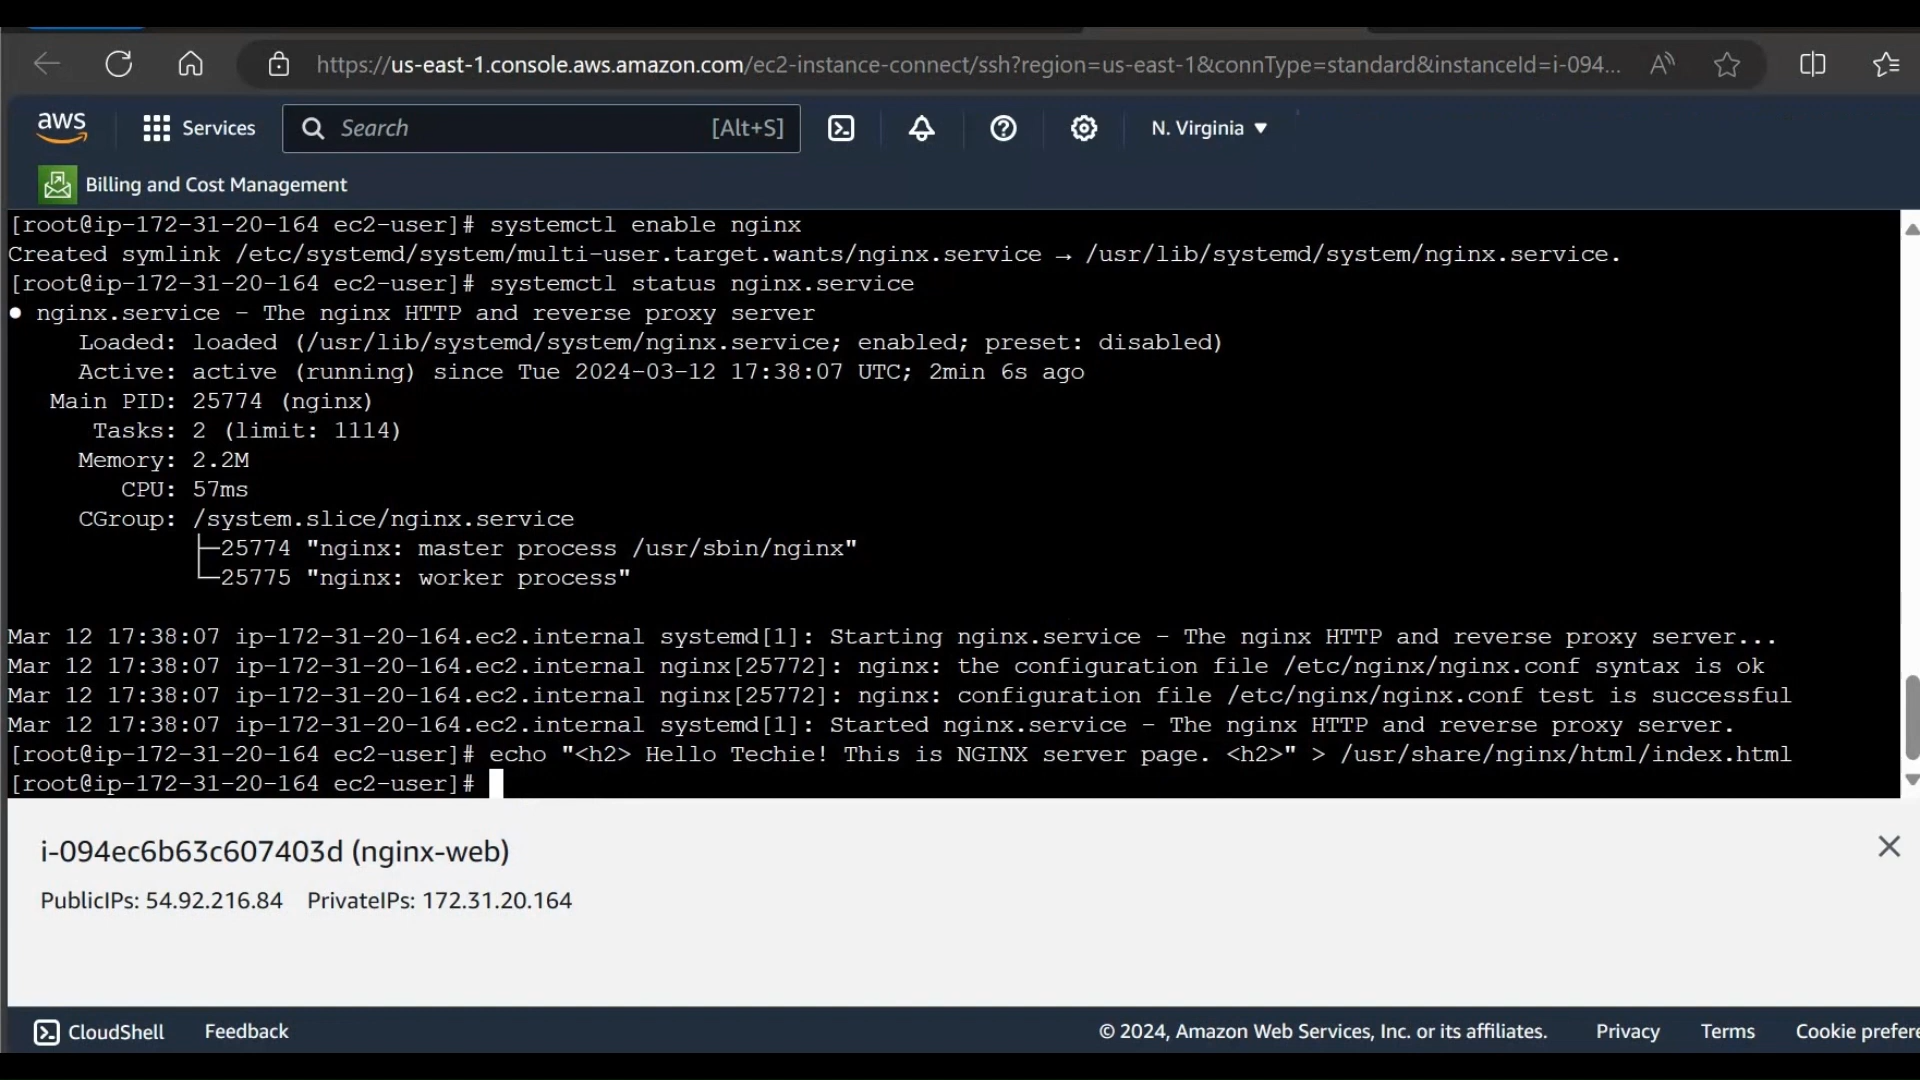 https://us-east-1.console.aws.amazon.com/ec2-instance-connect/ssh?region=us-east-1&connType=standard&instanceId=i-094...
aws Services Search [Alt+S] N. Virginia
Billing and Cost Management
[root@ip-172-31-20-164 ec2-user]# systemctl enable nginx
Created symlink /etc/systemd/system/multi-user.target.wants/nginx.service → /usr/lib/systemd/system/nginx.service.
[root@ip-172-31-20-164 ec2-user]# systemctl status nginx.service
● nginx.service - The nginx HTTP and reverse proxy server
Loaded: loaded (/usr/lib/systemd/system/nginx.service; enabled; preset: disabled)
Active: active (running) since Tue 2024-03-12 17:38:07 UTC; 2min 6s ago
Main PID: 25774 (nginx)
Tasks: 2 (limit: 1114)
Memory: 2.2M
CPU: 57ms
CGroup: /system.slice/nginx.service
├─25774 "nginx: master process /usr/sbin/nginx"
└─25775 "nginx: worker process"
Mar 12 17:38:07 ip-172-31-20-164.ec2.internal systemd[1]: Starting nginx.service - The nginx HTTP and reverse proxy server...
Mar 12 17:38:07 ip-172-31-20-164.ec2.internal nginx[25772]: nginx: the configuration file /etc/nginx/nginx.conf syntax is ok
Mar 12 17:38:07 ip-172-31-20-164.ec2.internal nginx[25772]: nginx: configuration file /etc/nginx/nginx.conf test is successful
Mar 12 17:38:07 ip-172-31-20-164.ec2.internal systemd[1]: Started nginx.service - The nginx HTTP and reverse proxy server.
[root@ip-172-31-20-164 ec2-user]# echo "<h2> Hello Techie! This is NGINX server page. <h2>" > /usr/share/nginx/html/index.html
[root@ip-172-31-20-164 ec2-user]#
i-094ec6b63c607403d (nginx-web)
PublicIPs: 54.92.216.84 PrivateIPs: 172.31.20.164
CloudShell Feedback © 2024, Amazon Web Services, Inc. or its affiliates. Privacy Terms Cookie prefere